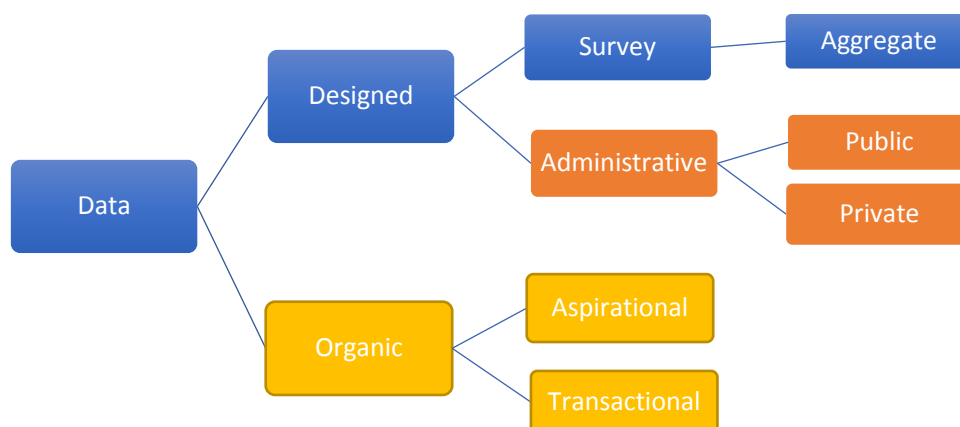 Data
Designed
Survey
Aggregate
Administrative
Public
Private
Organic
Aspirational
Transactional